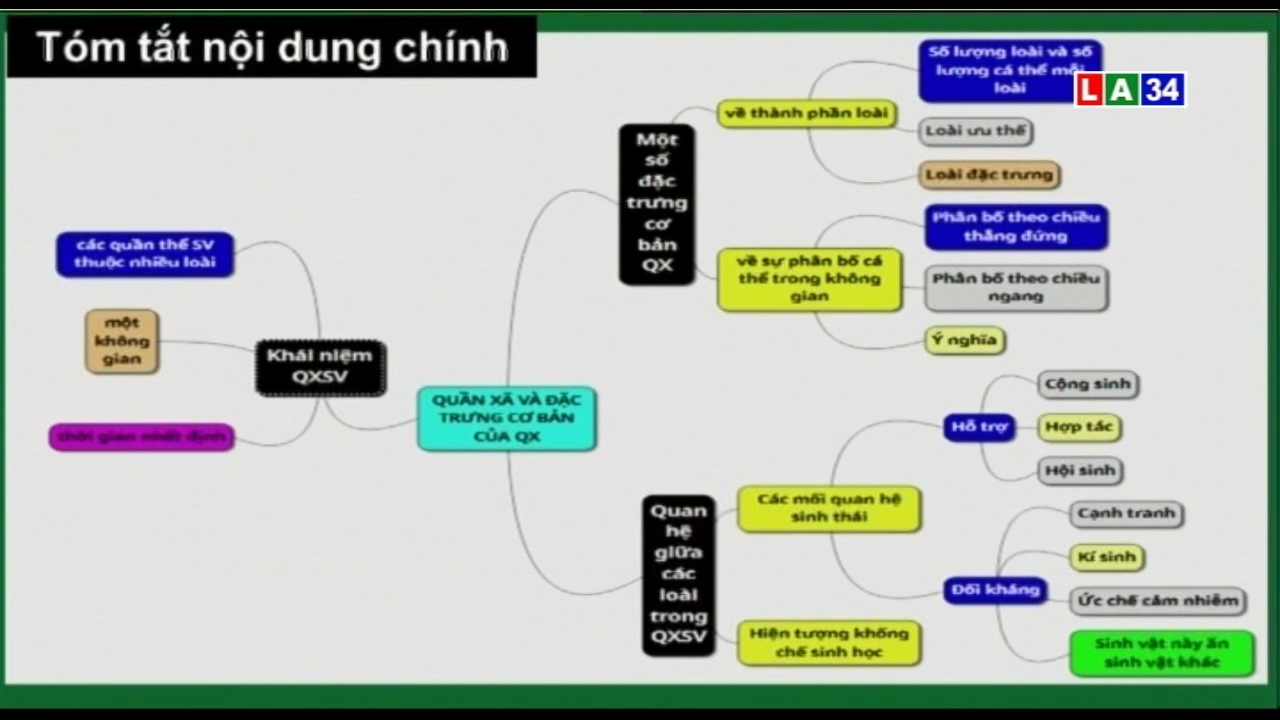 Tóm tắt nội dung chính
LA34
các quần thể SV
thuộc nhiều loài
một
không
gian
thời gian nhất định
Khái niệm
QXSV
QUẦN XÃ VÀ ĐẶC
TRƯNG CƠ BẢN
CỦA QX
Một
số
đặc
trưng
cơ
bản
QX
về thành phần loài
Số lượng loài và số
lượng cá thể mỗi
loài
Loài ưu thế
Loài đặc trưng
về sự phân bố cá
thể trong không
gian
Phân bố theo chiều
thẳng đứng
Phân bố theo chiều
ngang
Ý nghĩa
Quan
hệ
giữa
các
loài
trong
QXSV
Các mối quan hệ
sinh thái
Hỗ trợ
Cộng sinh
Hợp tác
Hội sinh
Đối kháng
Cạnh tranh
Kí sinh
Ức chế cảm nhiễm
Sinh vật này ăn
sinh vật khác
Hiện tượng khống
chế sinh học